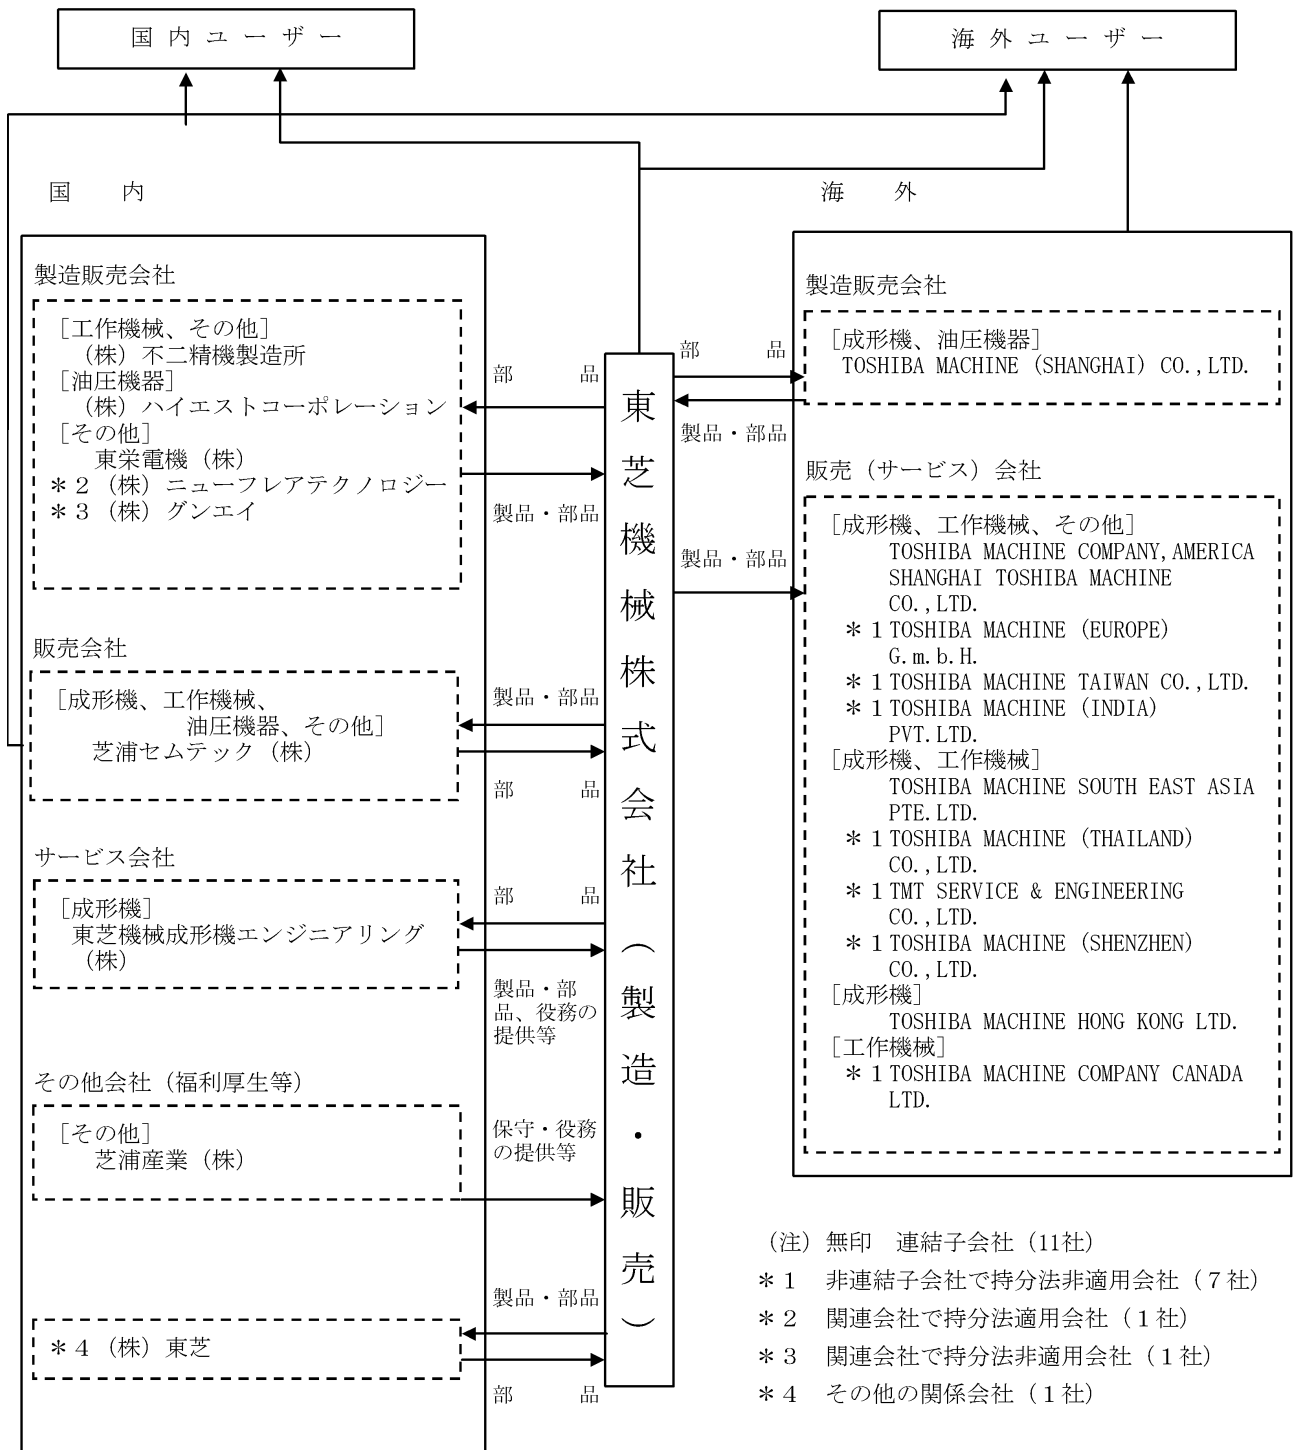 国内ユーザー
海外ユーザー
国　内
製造販売会社
［工作機械、その他］
（株）不二精機製造所
［油圧機器］
（株）ハイエストコーポレーション
［その他］
東栄電機（株）
＊２（株）ニューフレアテクノロジー
＊３（株）グンエイ
販売会社
［成形機、工作機械、
油圧機器、その他］
芝浦セムテック（株）
サービス会社
［成形機］
東芝機械成形機エンジニアリング
（株）
その他会社（福利厚生等）
［その他］
芝浦産業（株）
＊４（株）東芝
部　品
製品・部品
製品・部品
部　品
部　品
製品・部
品、役務の
提供等
保守・役務
の提供等
製品・部品
部　品
東芝機械株式会社（製造・販売）
部　品
製品・部品
製品・部品
海　外
製造販売会社
［成形機、油圧機器］
TOSHIBA MACHINE (SHANGHAI) CO.,LTD.
販売（サービス）会社
［成形機、工作機械、その他］
TOSHIBA MACHINE COMPANY,AMERICA
SHANGHAI TOSHIBA MACHINE
CO.,LTD.
＊１TOSHIBA MACHINE (EUROPE)
G.m.b.H.
＊１TOSHIBA MACHINE TAIWAN CO.,LTD.
＊１TOSHIBA MACHINE (INDIA)
PVT.LTD.
［成形機、工作機械］
TOSHIBA MACHINE SOUTH EAST ASIA
PTE.LTD.
＊１TOSHIBA MACHINE (THAILAND)
CO.,LTD.
＊１TMT SERVICE & ENGINEERING
CO.,LTD.
＊１TOSHIBA MACHINE (SHENZHEN)
CO.,LTD.
［成形機］
TOSHIBA MACHINE HONG KONG LTD.
［工作機械］
＊１TOSHIBA MACHINE COMPANY CANADA
LTD.
（注）無印　連結子会社（11社）
＊１　非連結子会社で持分法非適用会社（７社）
＊２　関連会社で持分法適用会社（１社）
＊３　関連会社で持分法非適用会社（１社）
＊４　その他の関係会社（１社）